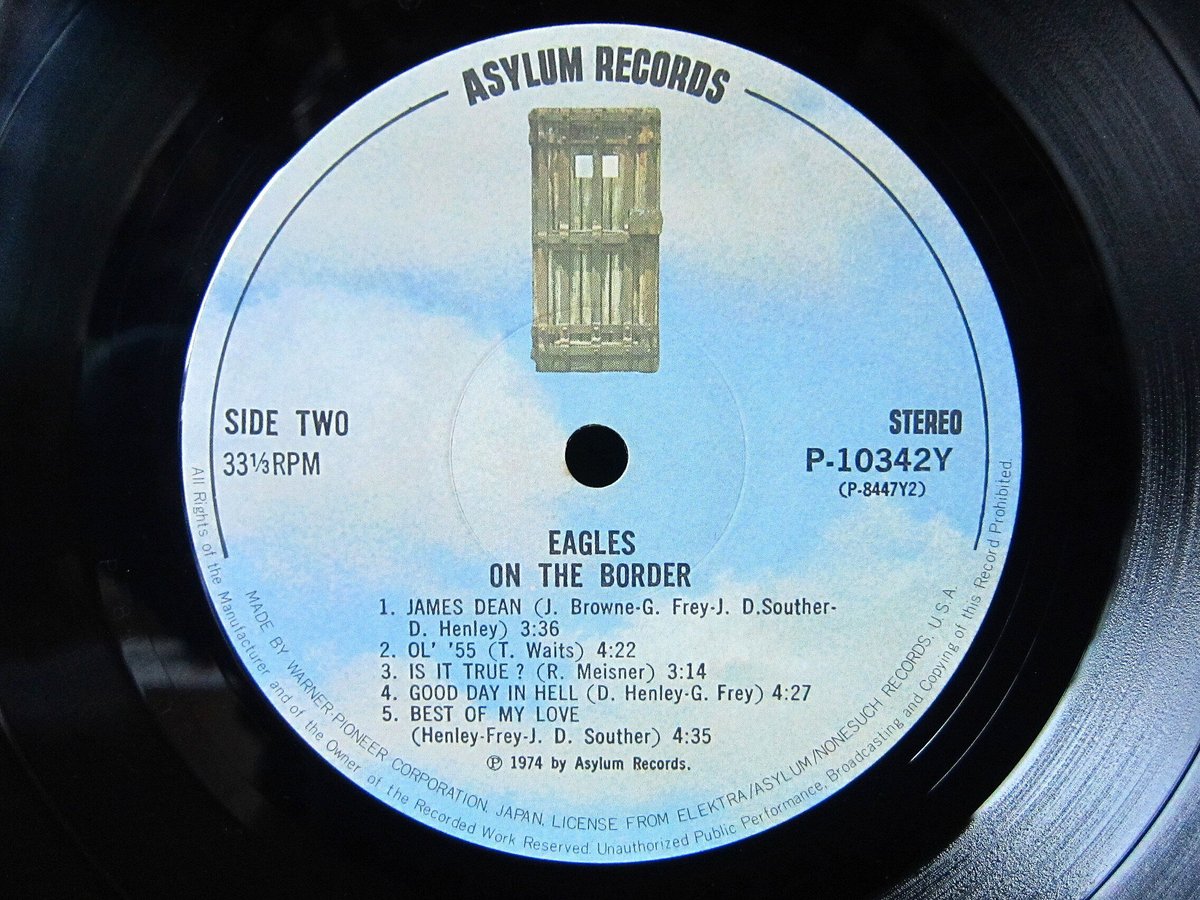 ASYLUM RECORDS
SIDE TWO
33⅓RPM
STEREO
P-10342Y
(P-8447Y2)
EAGLES
ON THE BORDER
1. JAMES DEAN (J. Browne-G. Frey-J. D.Souther-
D. Henley) 3:36
2. OL' '55 (T. Waits) 4:22
3. IS IT TRUE? (R. Meisner) 3:14
4. GOOD DAY IN HELL (D. Henley-G. Frey) 4:27
5. BEST OF MY LOVE
(Henley-Frey-J. D. Souther) 4:35
Ⓟ 1974 by Asylum Records.
MADE BY WARNER-PIONEER CORPORATION, JAPAN, LICENSE FROM ELEKTRA/ASYLUM/NONESUCH RECORDS, U.S.A.
All Rights of the Manufacturer and of the Owner of the Recorded Work Reserved. Unauthorized Public Performance, Broadcasting and Copying of this Record Prohibited.